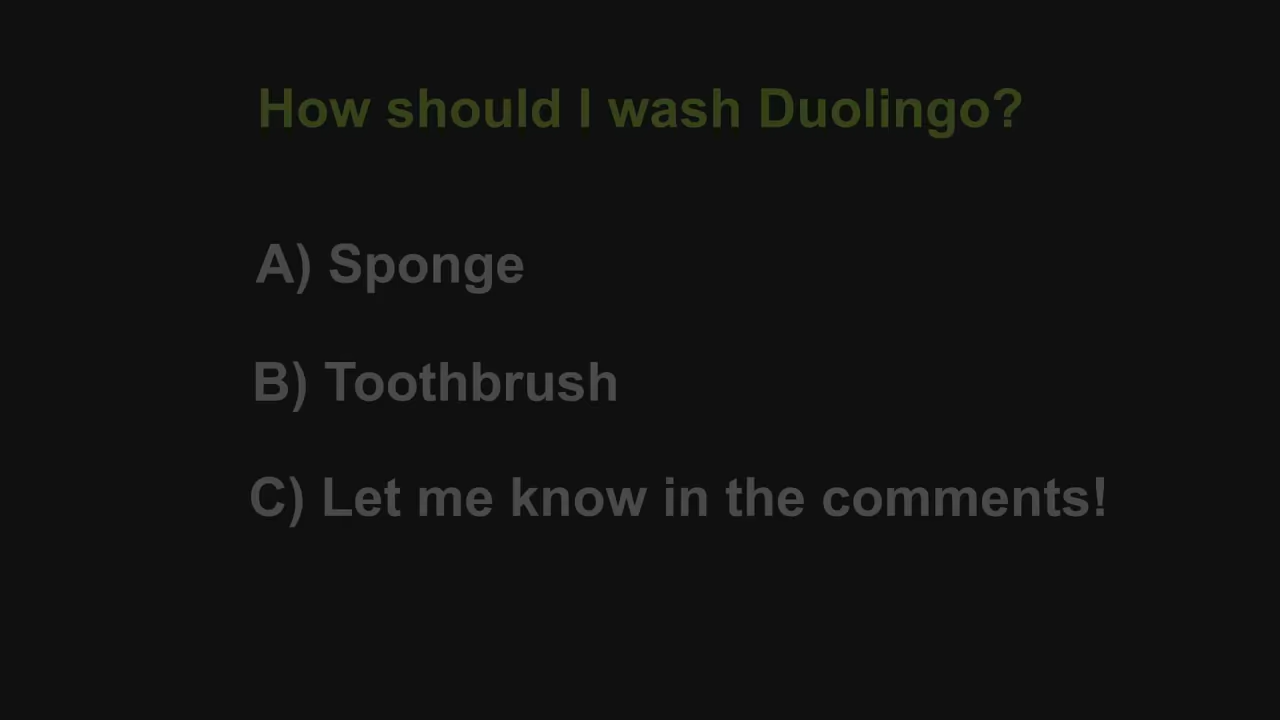 How should I wash Duolingo?
A) Sponge
B) Toothbrush
C) Let me know in the comments!